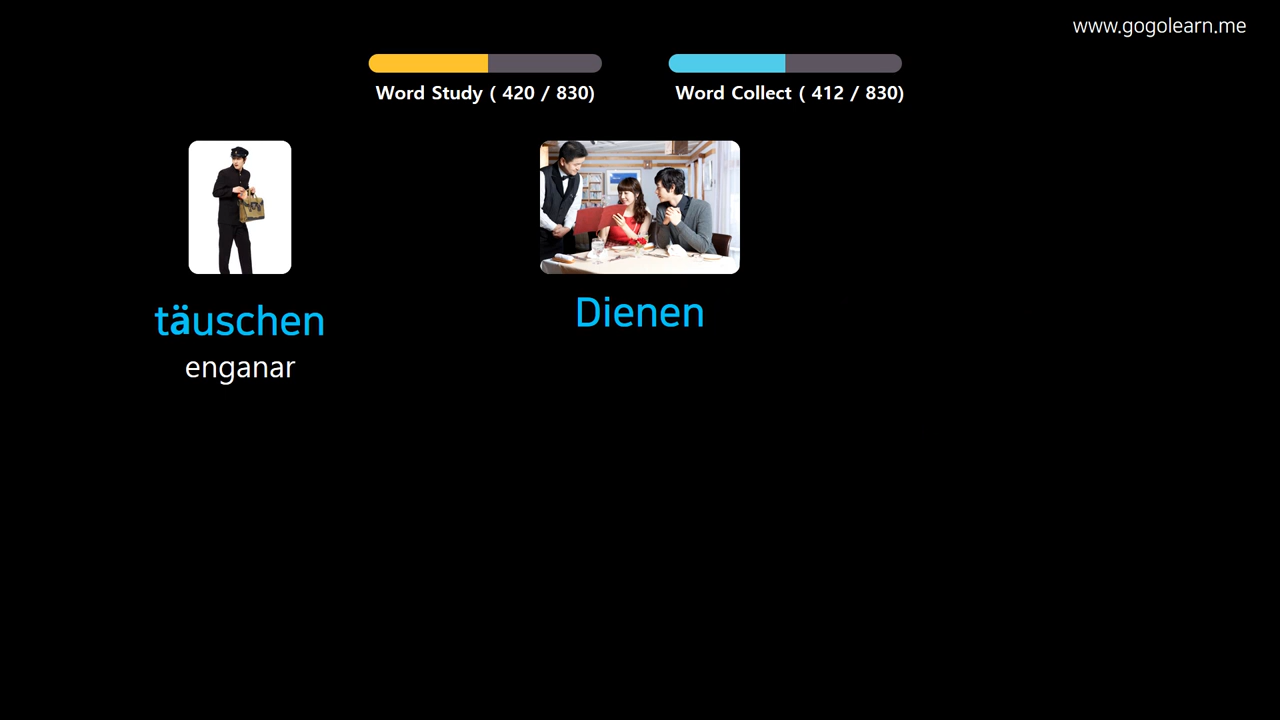 www.gogolearn.me
Word Study ( 420 / 830)
Word Collect ( 412 / 830)
täuschen
enganar
Dienen